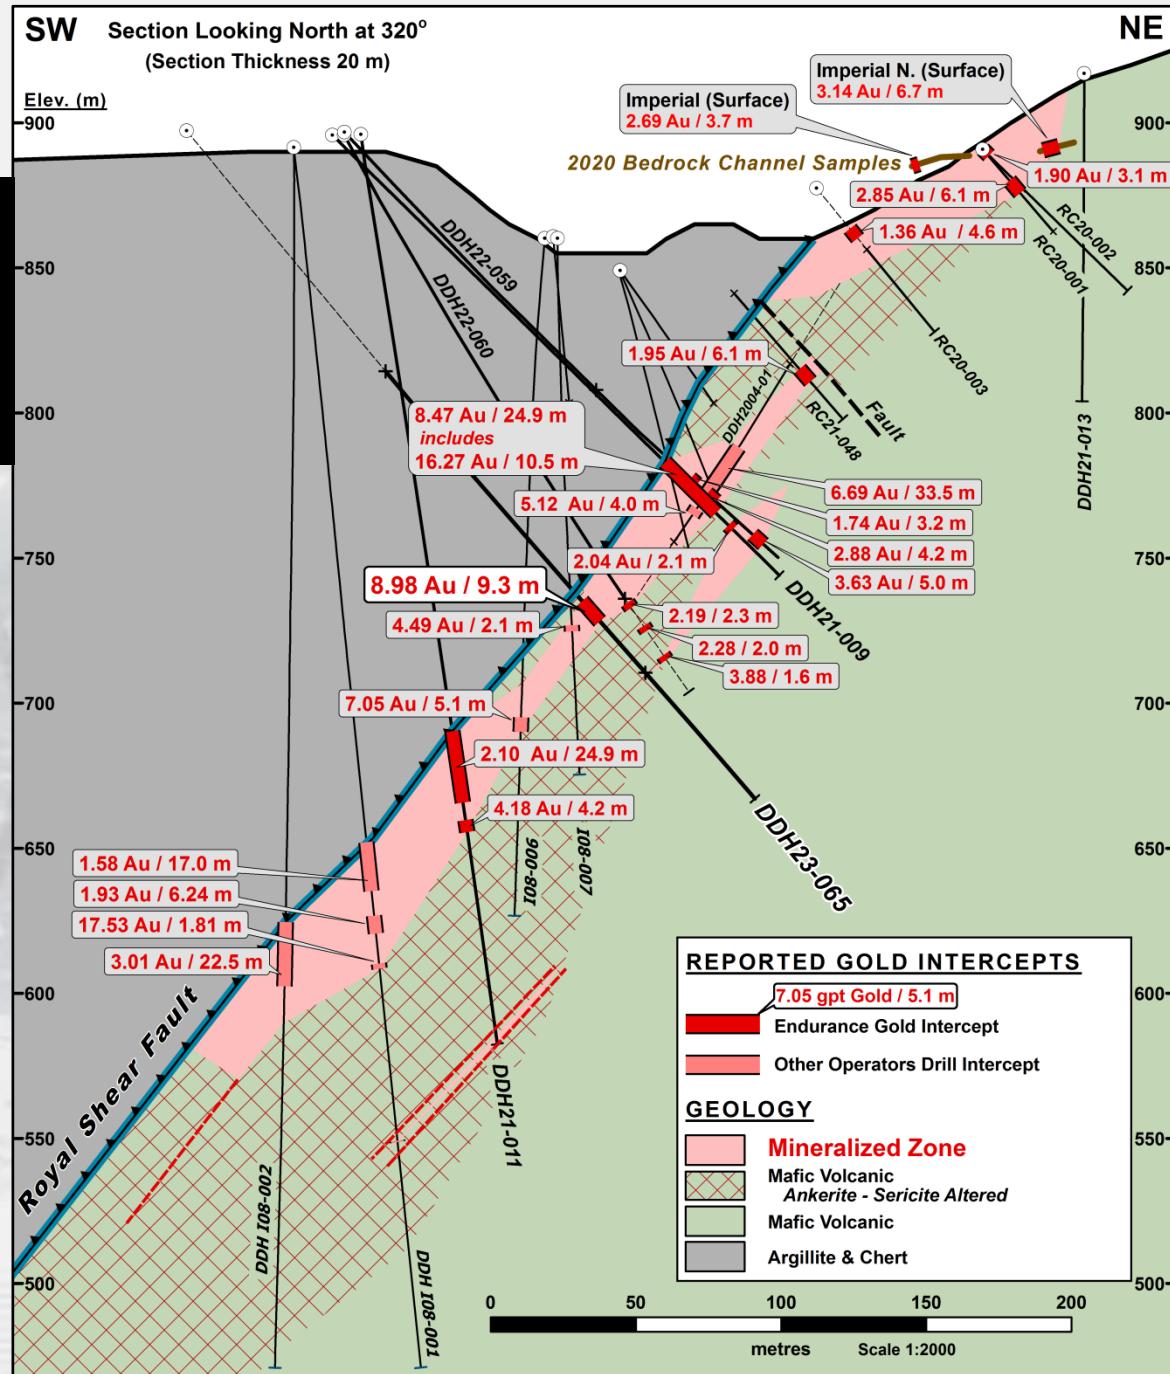 SW
Section Looking North at 320°
(Section Thickness 20 m)
NE
Elev. (m)
900
850
800
750
700
650
600
550
500
900
850
800
750
700
650
600
550
500
Imperial N. (Surface)
3.14 Au / 6.7 m
Imperial (Surface)
2.69 Au / 3.7 m
2020 Bedrock Channel Samples
1.90 Au / 3.1 m
2.85 Au / 6.1 m
1.36 Au / 4.6 m
RC20-002
RC20-001
RC20-003
DDH21-013
DDH22-059
DDH22-060
1.95 Au / 6.1 m
DDH2004-01
RC21-048
Fault
8.47 Au / 24.9 m
includes
16.27 Au / 10.5 m
6.69 Au / 33.5 m
5.12 Au / 4.0 m
1.74 Au / 3.2 m
2.88 Au / 4.2 m
2.04 Au / 2.1 m
3.63 Au / 5.0 m
8.98 Au / 9.3 m
DDH21-009
2.19 / 2.3 m
4.49 Au / 2.1 m
2.28 / 2.0 m
3.88 / 1.6 m
7.05 Au / 5.1 m
2.10 Au / 24.9 m
4.18 Au / 4.2 m
DDH23-065
I08-006
I08-007
1.58 Au / 17.0 m
1.93 Au / 6.24 m
17.53 Au / 1.81 m
3.01 Au / 22.5 m
Royal Shear Fault
DDH21-011
DDH I08-002
DDH I08-001
REPORTED GOLD INTERCEPTS
7.05 gpt Gold / 5.1 m
Endurance Gold Intercept
Other Operators Drill Intercept
GEOLOGY
Mineralized Zone
Mafic Volcanic
Ankerite - Sericite Altered
Mafic Volcanic
Argillite & Chert
0
50
100
150
200
metres
Scale 1:2000